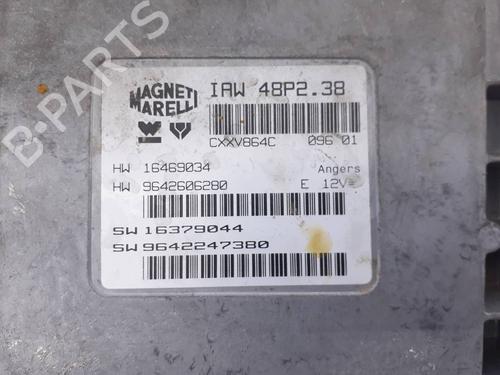 MAGNETI MARELLI
IAW 48P2.38
CXXV864C 096 01
HW 16469034 Angers
HW 9642606280 E 12V=
SW 16379044
SW 9642247380
B-PARTS